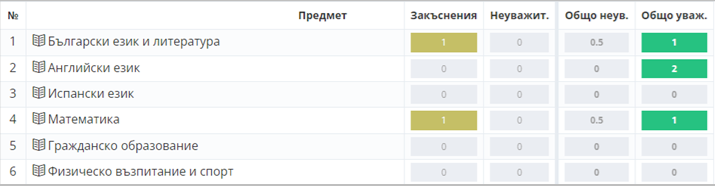 № Предмет Закъснения Неуважит. Общо неув. Общо уваж.
1 Български език и литература 1 0 0.5 1
2 Английски език 0 0 0 2
3 Испански език 0 0 0 0
4 Математика 1 0 0.5 1
5 Гражданско образование 0 0 0 0
6 Физическо възпитание и спорт 0 0 0 0